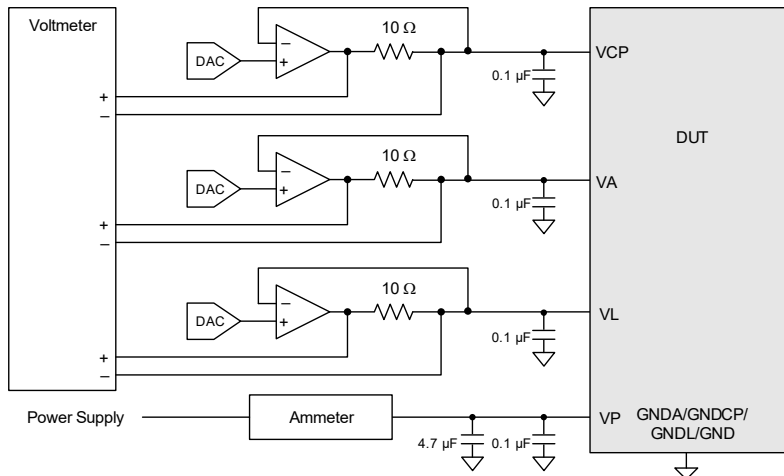 Voltmeter
10 Ω
DAC
−
+
VCP
0.1 µF
+
−
DUT
10 Ω
DAC
−
+
VA
0.1 µF
+
−
10 Ω
DAC
−
+
VL
0.1 µF
+
−
Power Supply
Ammeter
VP
4.7 µF
0.1 µF
GNDA/GNDCP/
GNDL/GND